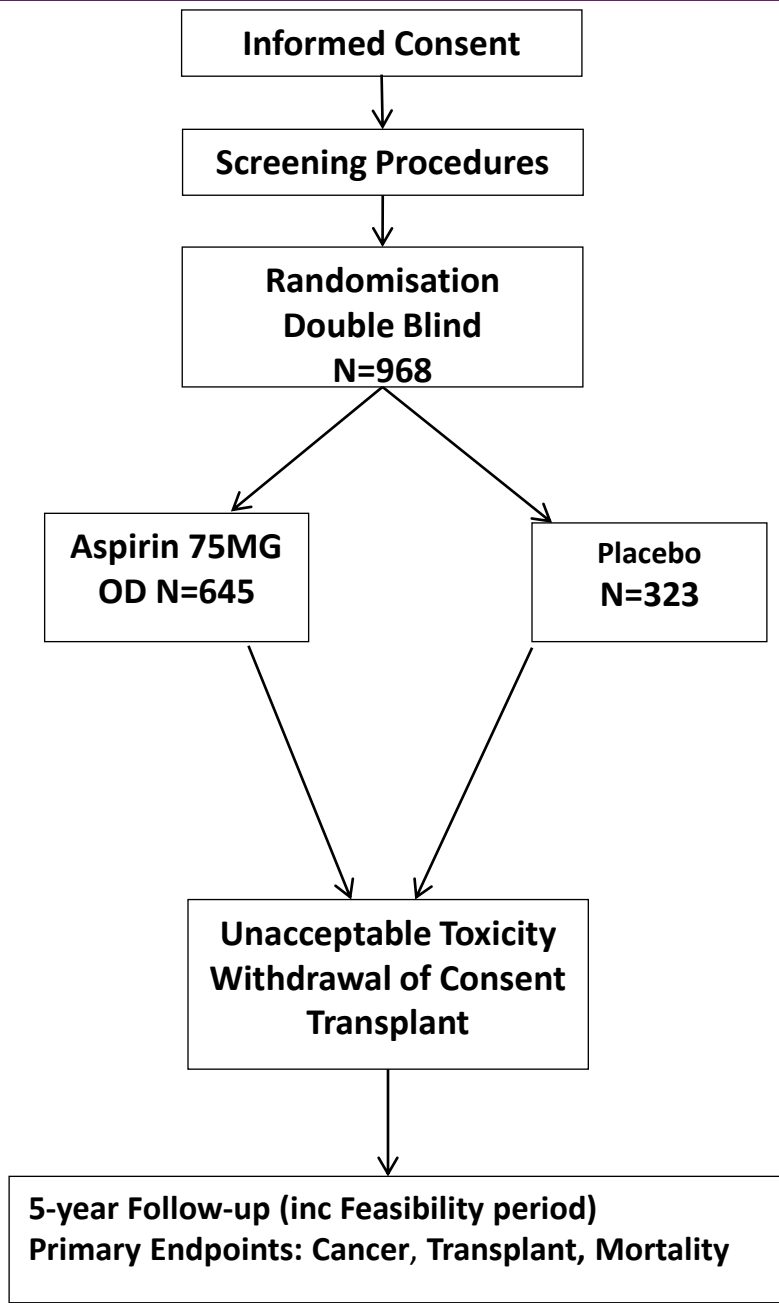 Informed Consent
Screening Procedures
Randomisation
Double Blind
N=968
Aspirin 75MG
OD N=645
Placebo
N=323
Unacceptable Toxicity
Withdrawal of Consent
Transplant
5-year Follow-up (inc Feasibility period)
Primary Endpoints: Cancer, Transplant, Mortality